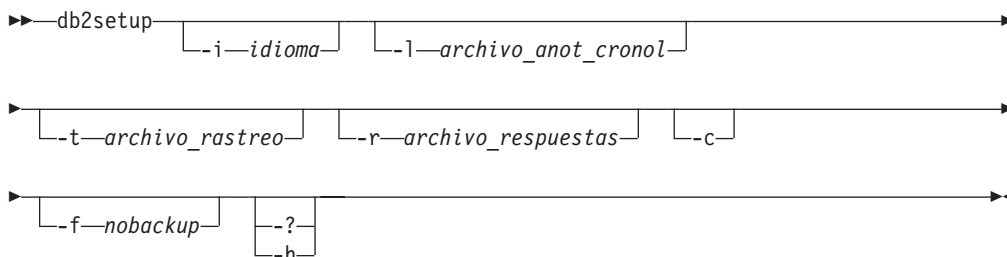 db2setup
-i idioma
-l archivo_anot_cronol
-t archivo_rastreo
-r archivo_respuestas
-c
-f nobackup
-?
-h